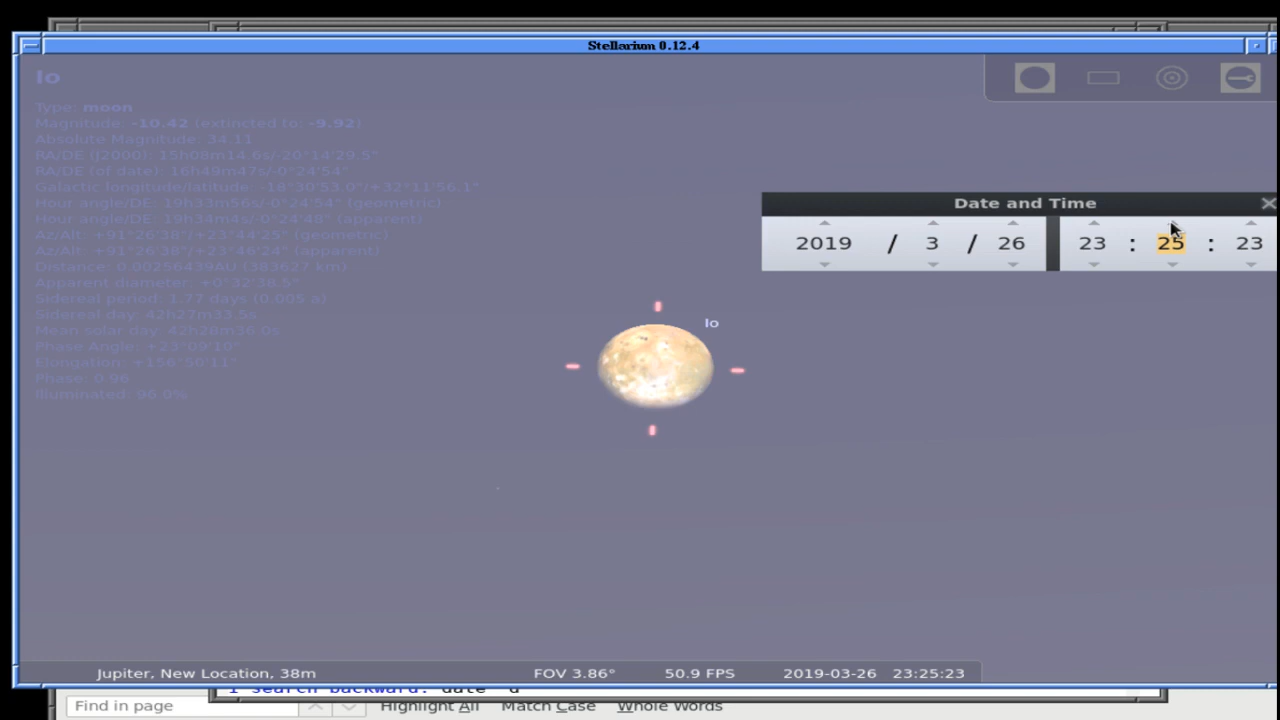 Stellarium 0.12.4
Io
Type: moon
Magnitude: -10.42 (extincted to: -9.92)
Absolute Magnitude: 34.11
RA/DE (J2000): 15h08m14.6s/-20°14'29.5"
RA/DE (of date): 16h49m47s/-0°24'54"
Galactic longitude/latitude: -18°30'53.0"/+32°11'56.1"
Hour angle/DE: 19h33m56s/-0°24'54" (geometric)
Hour angle/DE: 19h34m4s/-0°24'48" (apparent)
Az/Alt: +91°26'38"/+23°44'25" (geometric)
Az/Alt: +91°26'38"/+23°46'24" (apparent)
Distance: 0.00256439AU (383627 km)
Apparent diameter: +0°32'38.5"
Sidereal period: 1.77 days (0.005 a)
Sidereal day: 42h27m33.5s
Mean solar day: 42h28m36.0s
Phase Angle: +23°09'10"
Elongation: +156°50'11"
Phase: 0.96
Illuminated: 96.0%
Date and Time
2019 / 3 / 26 23 : 25 : 23
Io
Jupiter, New Location, 38m FOV 3.86° 50.9 FPS 2019-03-26 23:25:23
search backward: date d
Find in page Highlight All Match Case Whole Words